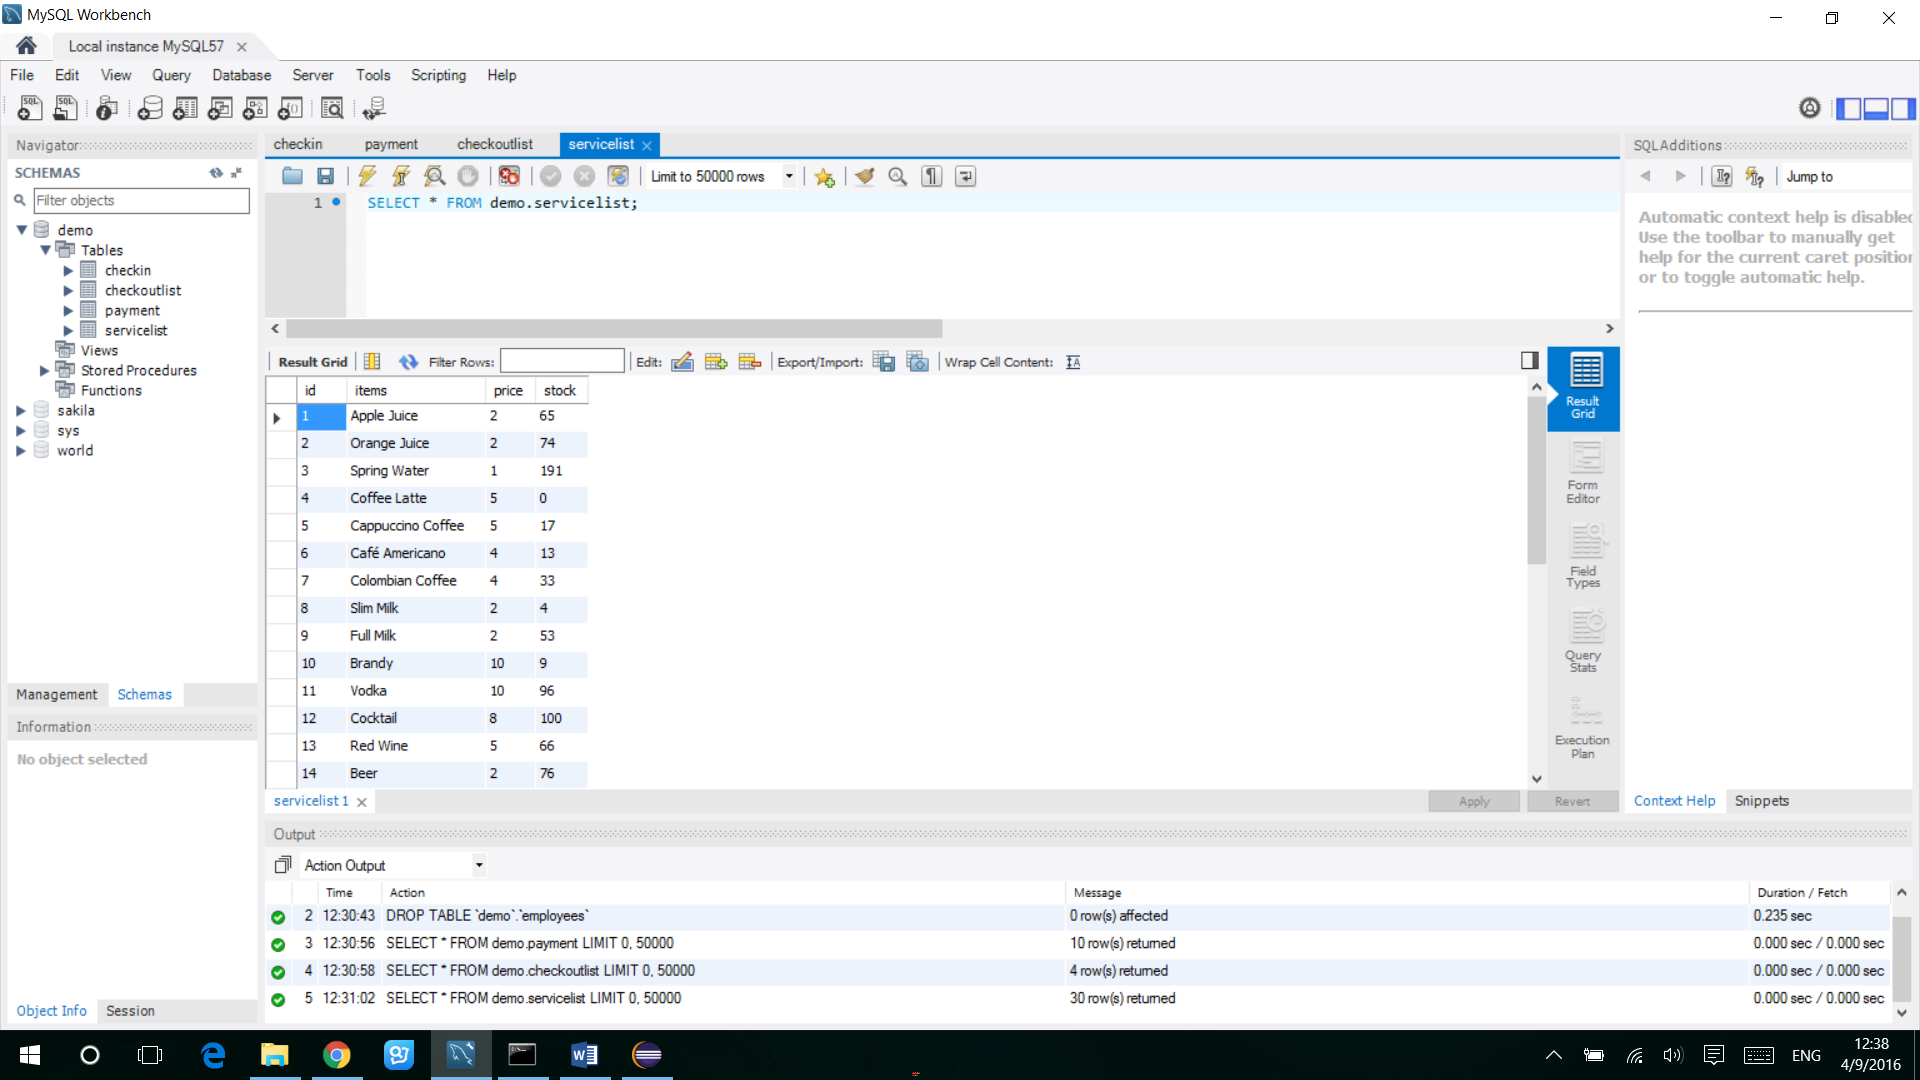 MySQL Workbench
Local instance MySQL57
File Edit View Query Database Server Tools Scripting Help
Navigator
SCHEMAS
Filter objects
demo
Tables
checkin
checkoutlist
payment
servicelist
Views
Stored Procedures
Functions
sakila
sys
world
Management Schemas
Information
No object selected
Object Info Session
checkin payment checkoutlist servicelist
Limit to 50000 rows
1 SELECT * FROM demo.servicelist;
Result Grid Filter Rows: Edit: Export/Import: Wrap Cell Content:
id items price stock
1 Apple Juice 2 65
2 Orange Juice 2 74
3 Spring Water 1 191
4 Coffee Latte 5 0
5 Cappuccino Coffee 5 17
6 Café Americano 4 13
7 Colombian Coffee 4 33
8 Slim Milk 2 4
9 Full Milk 2 53
10 Brandy 10 9
11 Vodka 10 96
12 Cocktail 8 100
13 Red Wine 5 66
14 Beer 2 76
Result
Grid
Form
Editor
Field
Types
Query
Stats
Execution
Plan
servicelist 1
Apply Revert
SQLAdditions
Jump to
Automatic context help is disabled
Use the toolbar to manually get
help for the current caret position
or to toggle automatic help.
Context Help Snippets
Output
Action Output
Time Action Message Duration / Fetch
2 12:30:43 DROP TABLE `demo`.`employees` 0 row(s) affected 0.235 sec
3 12:30:56 SELECT * FROM demo.payment LIMIT 0, 50000 10 row(s) returned 0.000 sec / 0.000 sec
4 12:30:58 SELECT * FROM demo.checkoutlist LIMIT 0, 50000 4 row(s) returned 0.000 sec / 0.000 sec
5 12:31:02 SELECT * FROM demo.servicelist LIMIT 0, 50000 30 row(s) returned 0.000 sec / 0.000 sec
ENG
12:38
4/9/2016